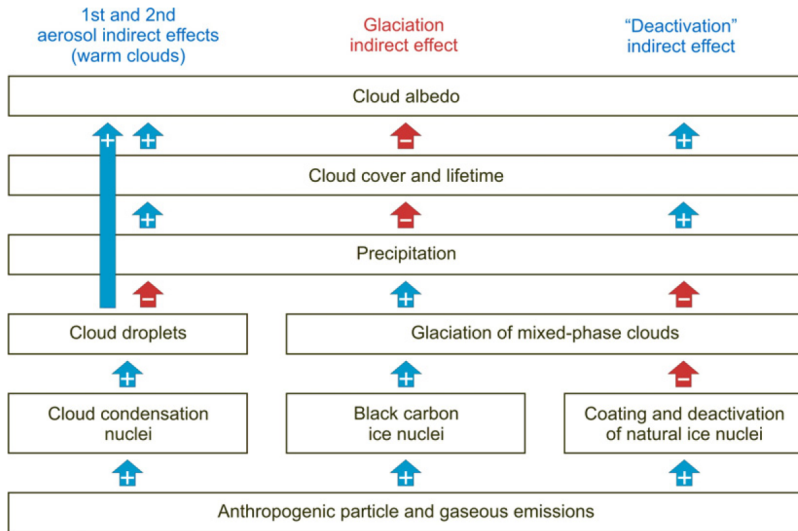 1st and 2nd
aerosol indirect effects
(warm clouds)
Glaciation
indirect effect
“Deactivation”
indirect effect
Cloud albedo
+ + − +
Cloud cover and lifetime
+ − +
Precipitation
− + −
Cloud droplets
Glaciation of mixed-phase clouds
+ + −
Cloud condensation
nuclei
Black carbon
ice nuclei
Coating and deactivation
of natural ice nuclei
+ + +
Anthropogenic particle and gaseous emissions